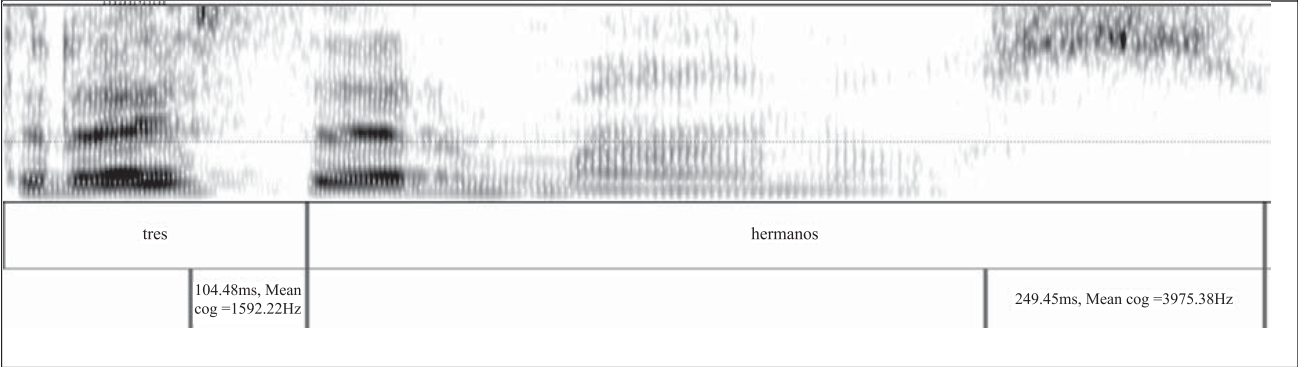 tres
hermanos
104.48ms, Mean
cog =1592.22Hz
249.45ms, Mean cog =3975.38Hz